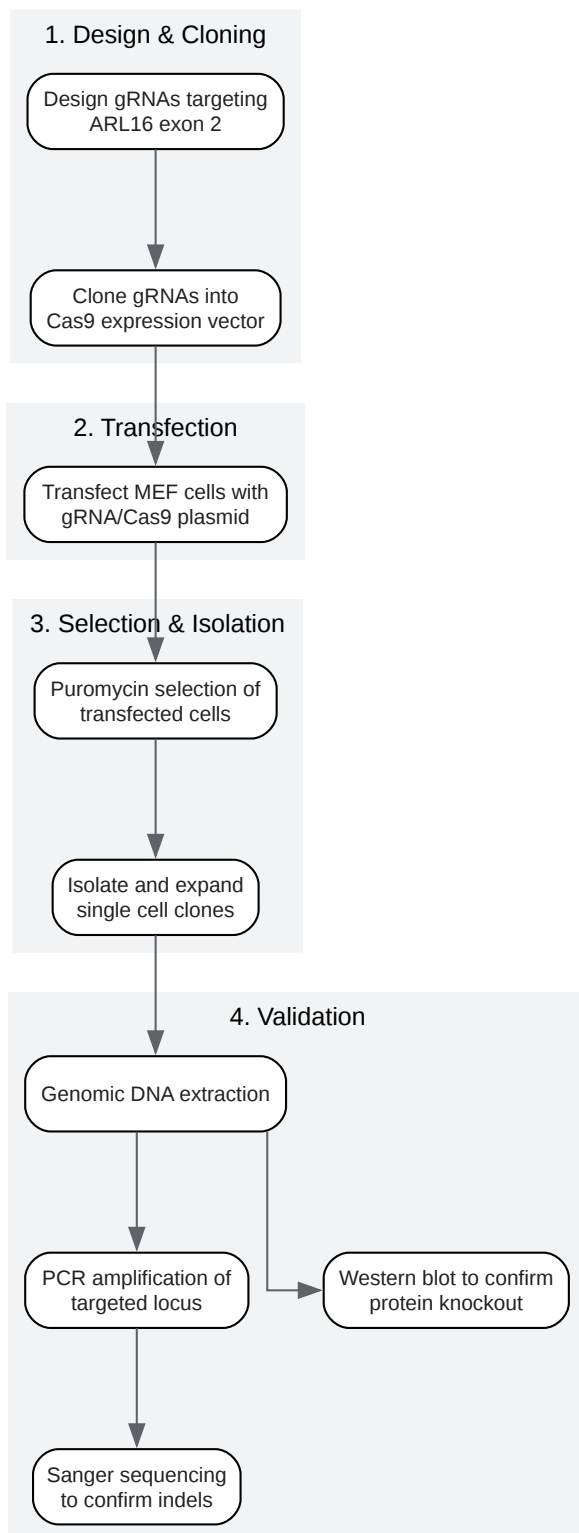 1. Design & Cloning
Design gRNAs targeting
ARL16 exon 2
Clone gRNAs into
Cas9 expression vector
2. Transfection
Transfect MEF cells with
gRNA/Cas9 plasmid
3. Selection & Isolation
Puromycin selection of
transfected cells
Isolate and expand
single cell clones
4. Validation
Genomic DNA extraction
PCR amplification of
targeted locus
Western blot to confirm
protein knockout
Sanger sequencing
to confirm indels